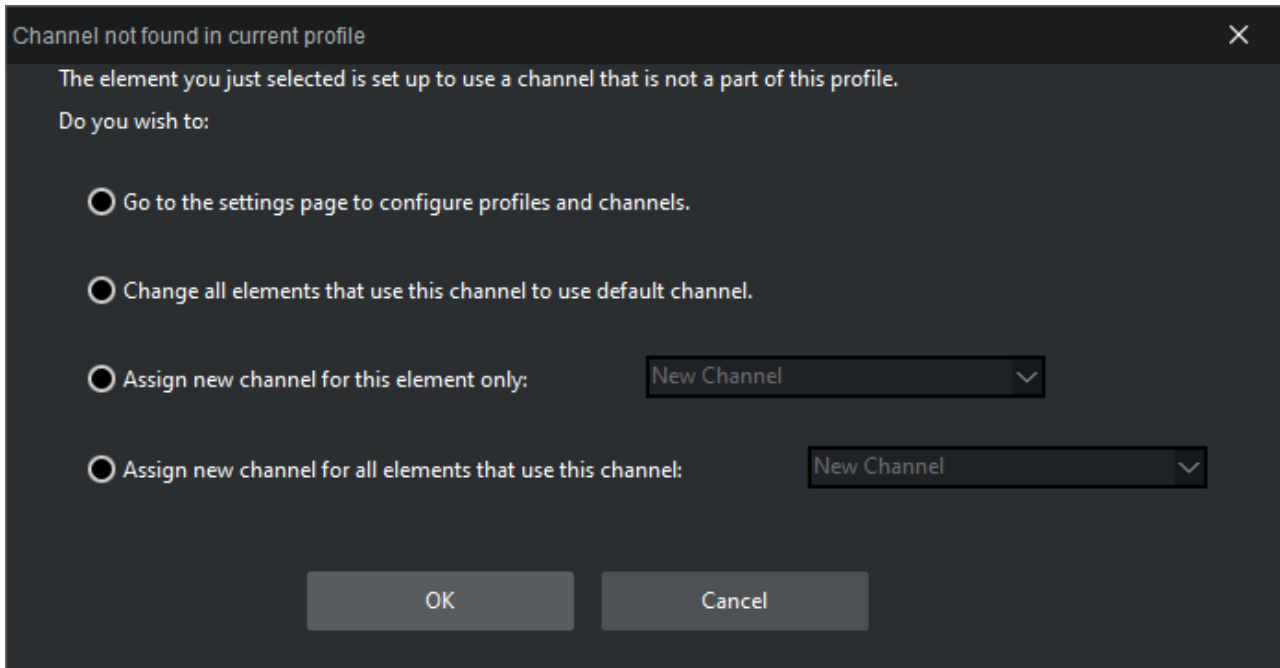 Channel not found in current profile
The element you just selected is set up to use a channel that is not a part of this profile.
Do you wish to:
Go to the settings page to configure profiles and channels.
Change all elements that use this channel to use default channel.
Assign new channel for this element only: New Channel
Assign new channel for all elements that use this channel: New Channel
OK Cancel